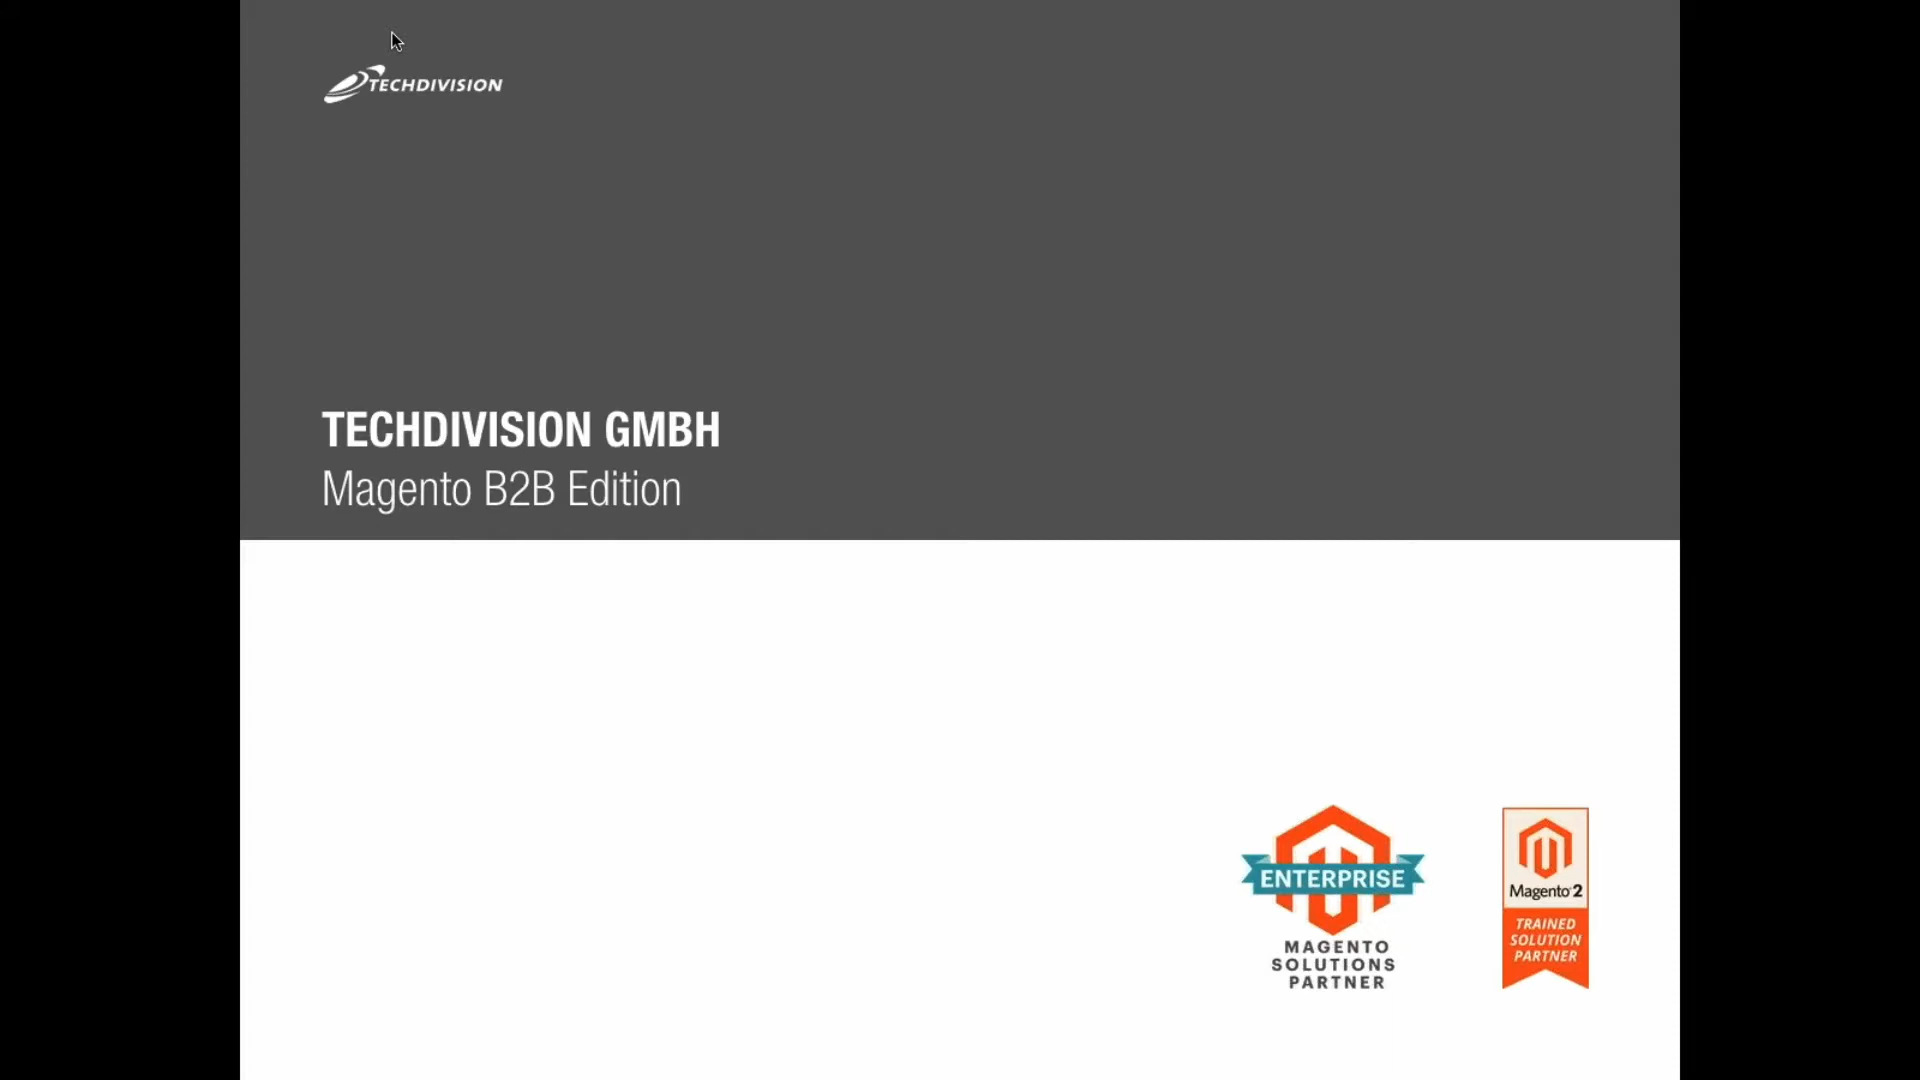 TECHDIVISION
TECHDIVISION GMBH
Magento B2B Edition
ENTERPRISE
MAGENTO
SOLUTIONS
PARTNER
Magento 2
TRAINED
SOLUTION
PARTNER